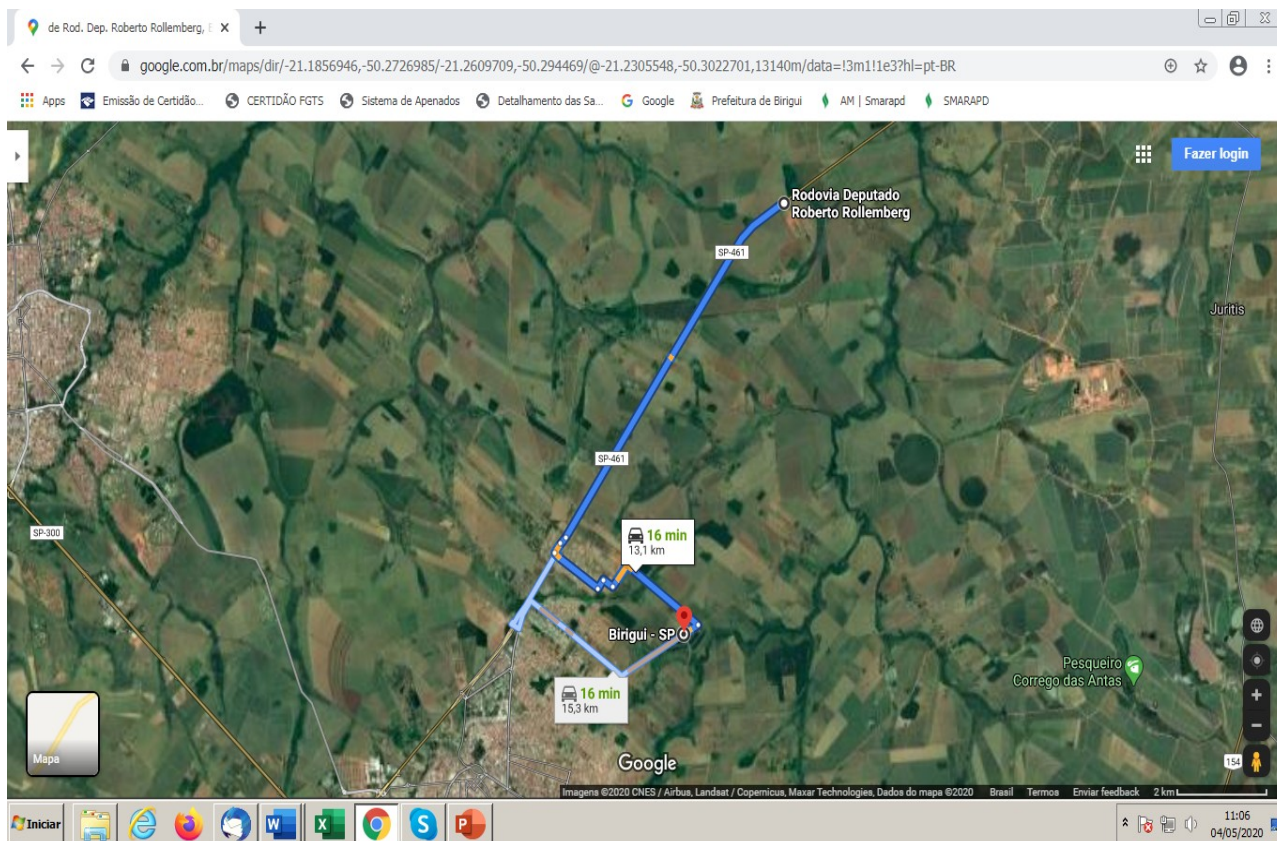 de Rod. Dep. Roberto Rollemberg,
google.com.br/maps/dir/-21.1856946,-50.2726985/-21.2609709,-50.294469/@-21.2305548,-50.3022701,13140m/data=!3m1!1e3?hl=pt-BR
Apps Emissão de Certidão... CERTIDÃO FGTS Sistema de Apenados Detalhamento das Sa... Google Prefeitura de Birigui AM | Smarapd SMARAPD
Fazer login
Rodovia Deputado
Roberto Rollemberg
SP-461
Juritis
SP-461
SP-300
16 min
13,1 km
Birigui - SP
Pesqueiro
Corrego das Antas
16 min
15,3 km
Mapa
Google
154
Imagens ©2020 CNES / Airbus, Landsat / Copernicus, Maxar Technologies, Dados do mapa ©2020 Brasil Termos Enviar feedback 2 km
Iniciar
W X S P
11:06
04/05/2020